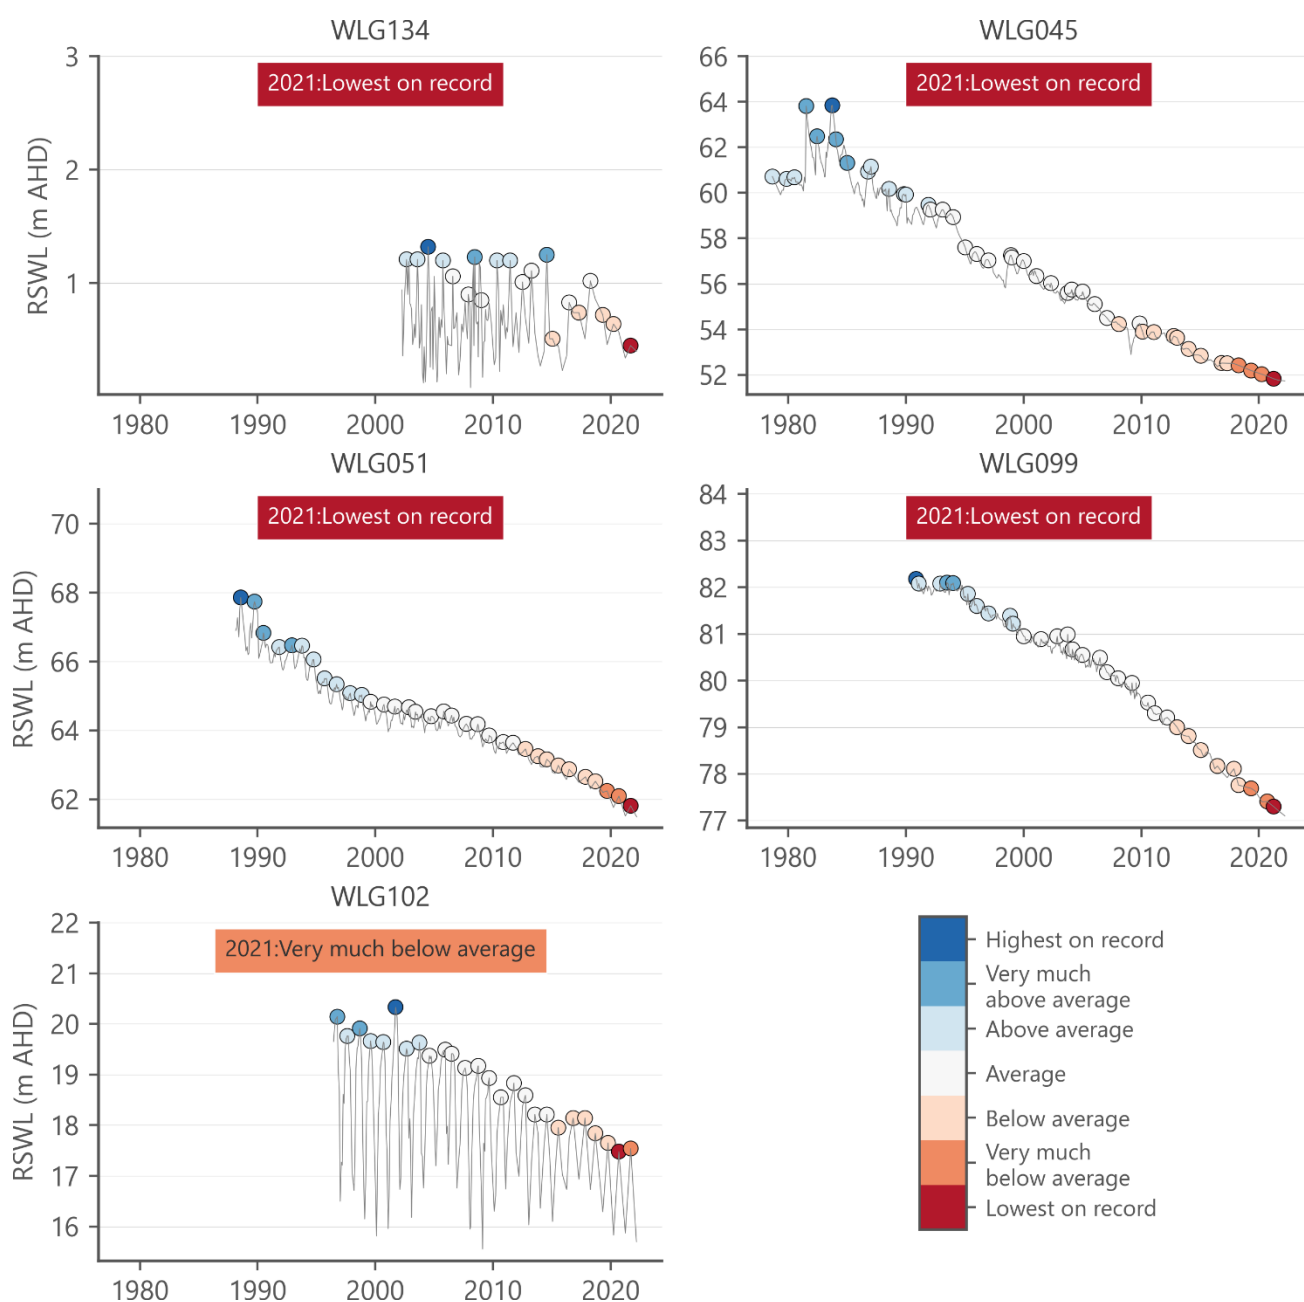 WLG134
2021:Lowest on record
RSWL (m AHD)
3
2
1
1980 1990 2000 2010 2020
WLG045
2021:Lowest on record
66
64
62
60
58
56
54
52
1980 1990 2000 2010 2020
WLG051
2021:Lowest on record
RSWL (m AHD)
70
68
66
64
62
1980 1990 2000 2010 2020
WLG099
2021:Lowest on record
84
83
82
81
80
79
78
77
1980 1990 2000 2010 2020
WLG102
2021:Very much below average
RSWL (m AHD)
22
21
20
19
18
17
16
1980 1990 2000 2010 2020
Highest on record
Very much
above average
Above average
Average
Below average
Very much
below average
Lowest on record